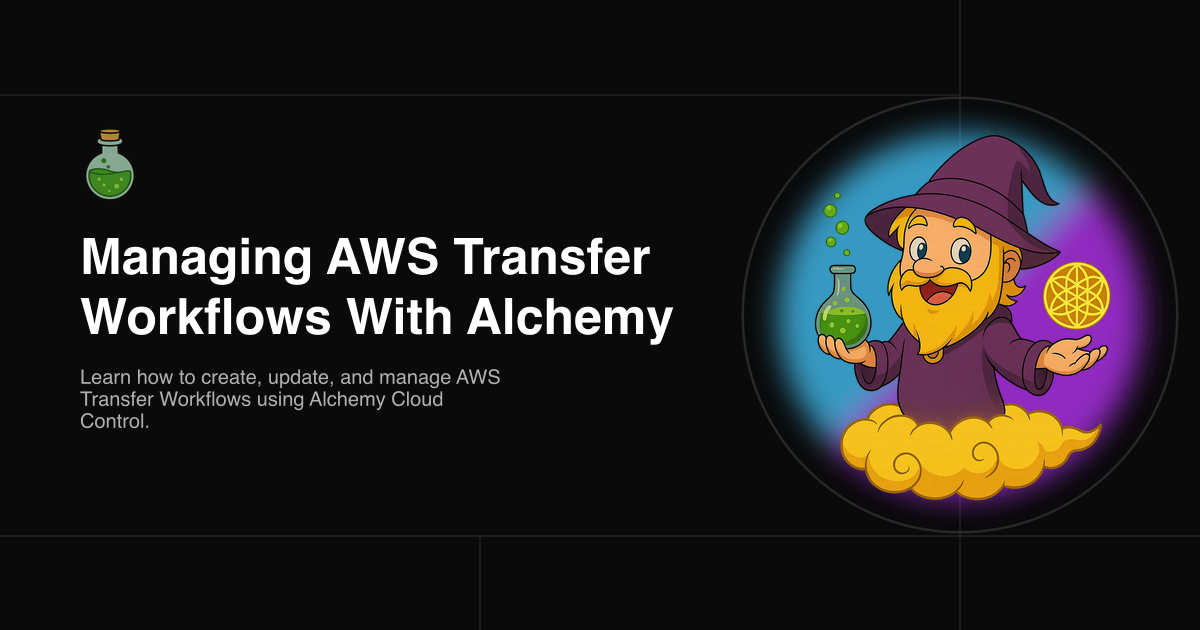 Managing AWS Transfer
Workflows With Alchemy
Learn how to create, update, and manage AWS
Transfer Workflows using Alchemy Cloud
Control.